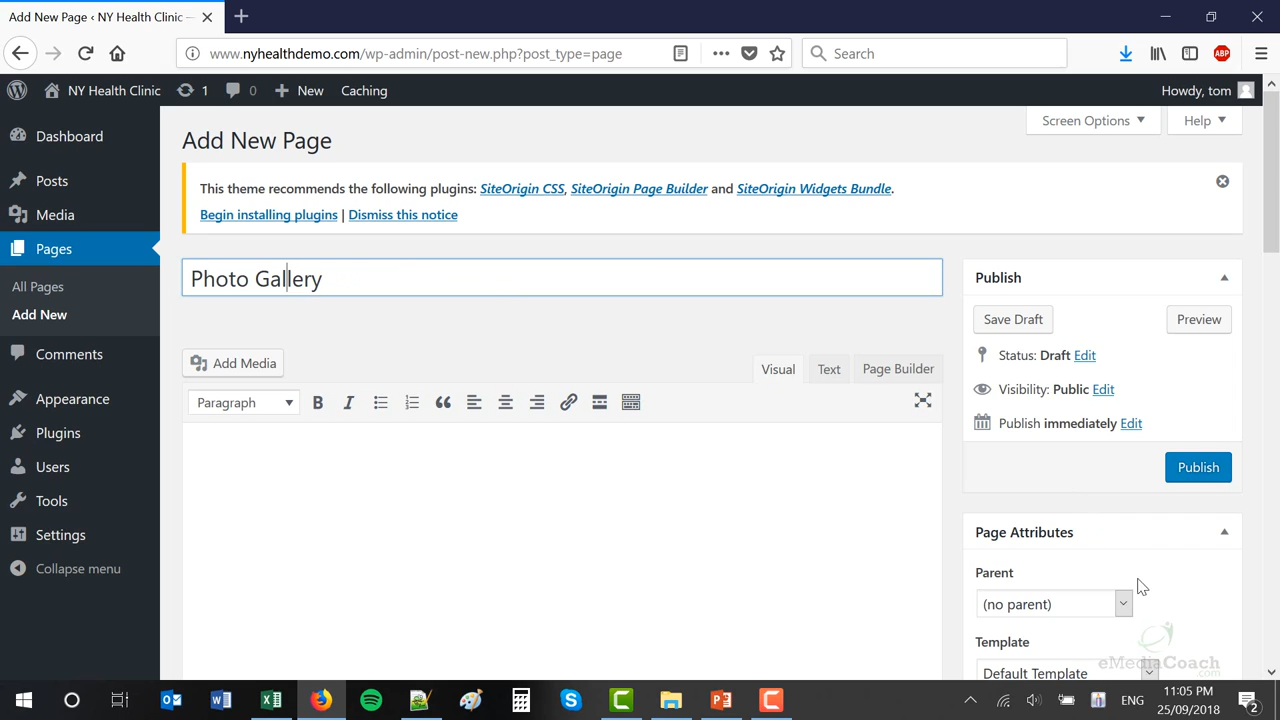 Add New Page ‹ NY Health Clinic —
www.nyhealthdemo.com/wp-admin/post-new.php?post_type=page
Search
ABP
NY Health Clinic
1
0
New
Caching
Howdy, tom
Dashboard
Posts
Media
Pages
All Pages
Add New
Comments
Appearance
Plugins
Users
Tools
Settings
Collapse menu
Screen Options
Help
Add New Page
This theme recommends the following plugins: SiteOrigin CSS, SiteOrigin Page Builder and SiteOrigin Widgets Bundle.
Begin installing plugins | Dismiss this notice
Photo Gallery
Add Media
Visual
Text
Page Builder
Paragraph
B
I
Publish
Save Draft
Preview
Status: Draft Edit
Visibility: Public Edit
Publish immediately Edit
Publish
Page Attributes
Parent
(no parent)
Template
Default Template
eMediaCoach
ENG
11:05 PM
25/09/2018
2